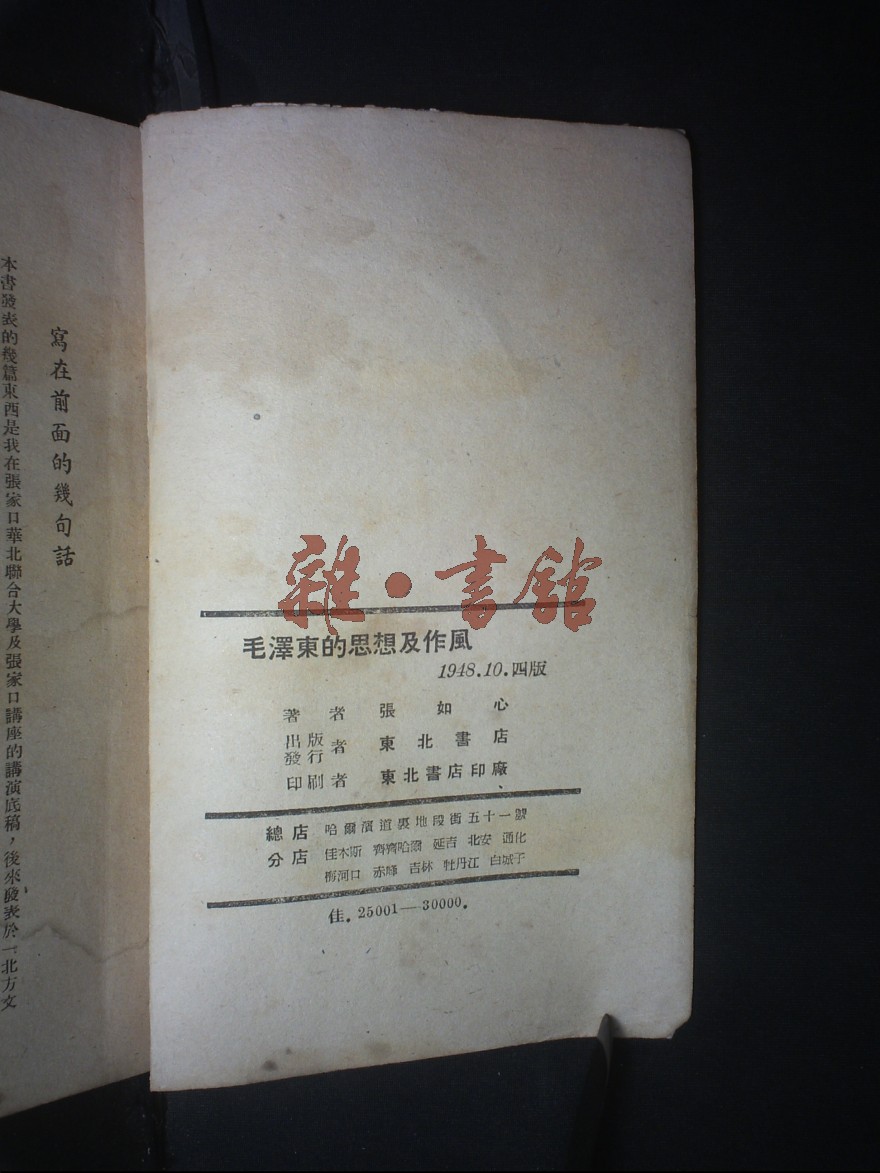 寫在前面的幾句話
本書發表的幾篇東西是我在張家口華北聯合大學及張家口講座的講演底稿，後來發表於「北方文
雜·書館
毛澤東的思想及作風
1948.10.四版
著者 張如心
出版
發行者 東北書店
印刷者 東北書店印廠
總店 哈爾濱道裏地段街五十一號
分店 佳木斯 齊齊哈爾 延吉 北安 通化
梅河口 赤峰 吉林 牡丹江 白城子
佳. 25001—30000.